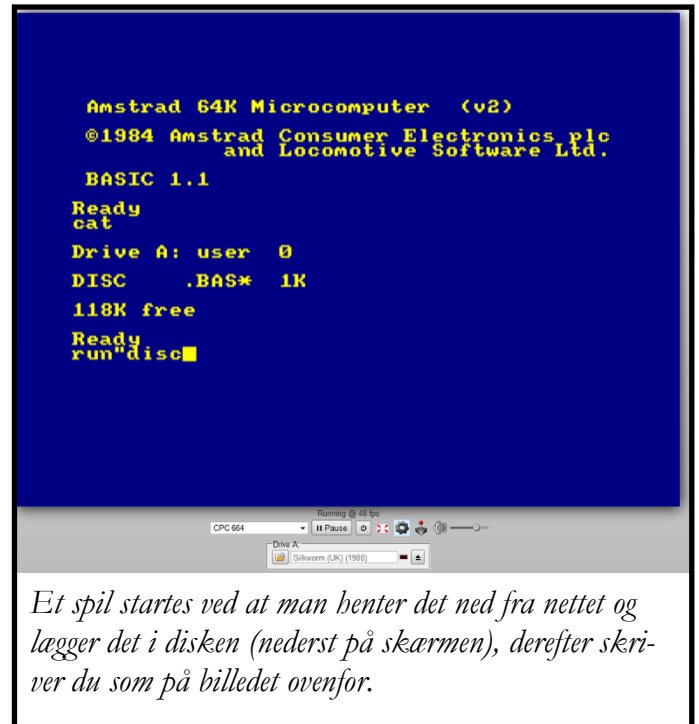 Amstrad 64K Microcomputer (v2)
©1984 Amstrad Consumer Electronics plc
and Locomotive Software Ltd.
BASIC 1.1
Ready
cat
Drive A: user 0
DISC .BAS* 1K
118K free
Ready
run"disc
Running @ 46 fps
CPC 664
Pause
Drive A:
Silkworm (UK) (1988)
Et spil startes ved at man henter det ned fra nettet og
lægger det i disken (nederst på skærmen), derefter skri-
ver du som på billedet ovenfor.